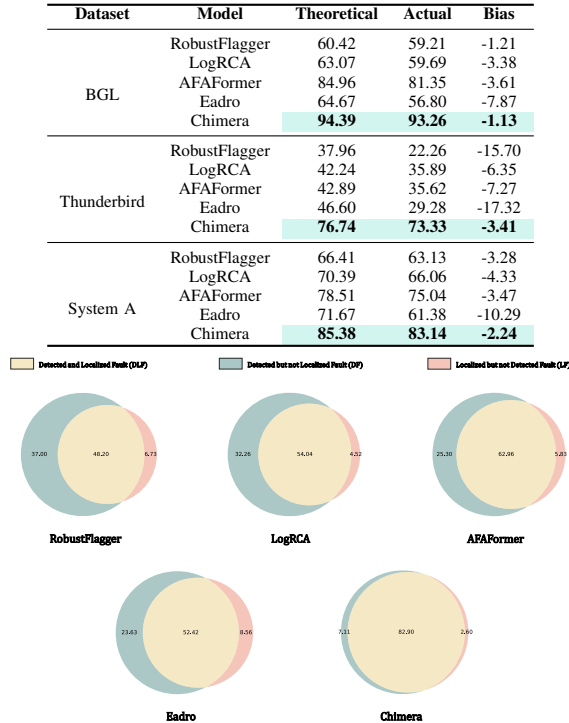 Dataset Model Theoretical Actual Bias
RobustFlagger 60.42 59.21 -1.21
LogRCA 63.07 59.69 -3.38
BGL AFAFormer 84.96 81.35 -3.61
Eadro 64.67 56.80 -7.87
Chimera 94.39 93.26 -1.13
RobustFlagger 37.96 22.26 -15.70
LogRCA 42.24 35.89 -6.35
Thunderbird AFAFormer 42.89 35.62 -7.27
Eadro 46.60 29.28 -17.32
Chimera 76.74 73.33 -3.41
RobustFlagger 66.41 63.13 -3.28
LogRCA 70.39 66.06 -4.33
System A AFAFormer 78.51 75.04 -3.47
Eadro 71.67 61.38 -10.29
Chimera 85.38 83.14 -2.24
Detected and Localized Fault (DLF) Detected but not Localized Fault (DF) Localized but not Detected Fault (LF)
37.00 48.20 6.73 32.26 54.04 4.52 25.30 62.96 5.83
RobustFlagger LogRCA AFAFormer
23.63 52.42 8.56 7.11 82.90 2.60
Eadro Chimera